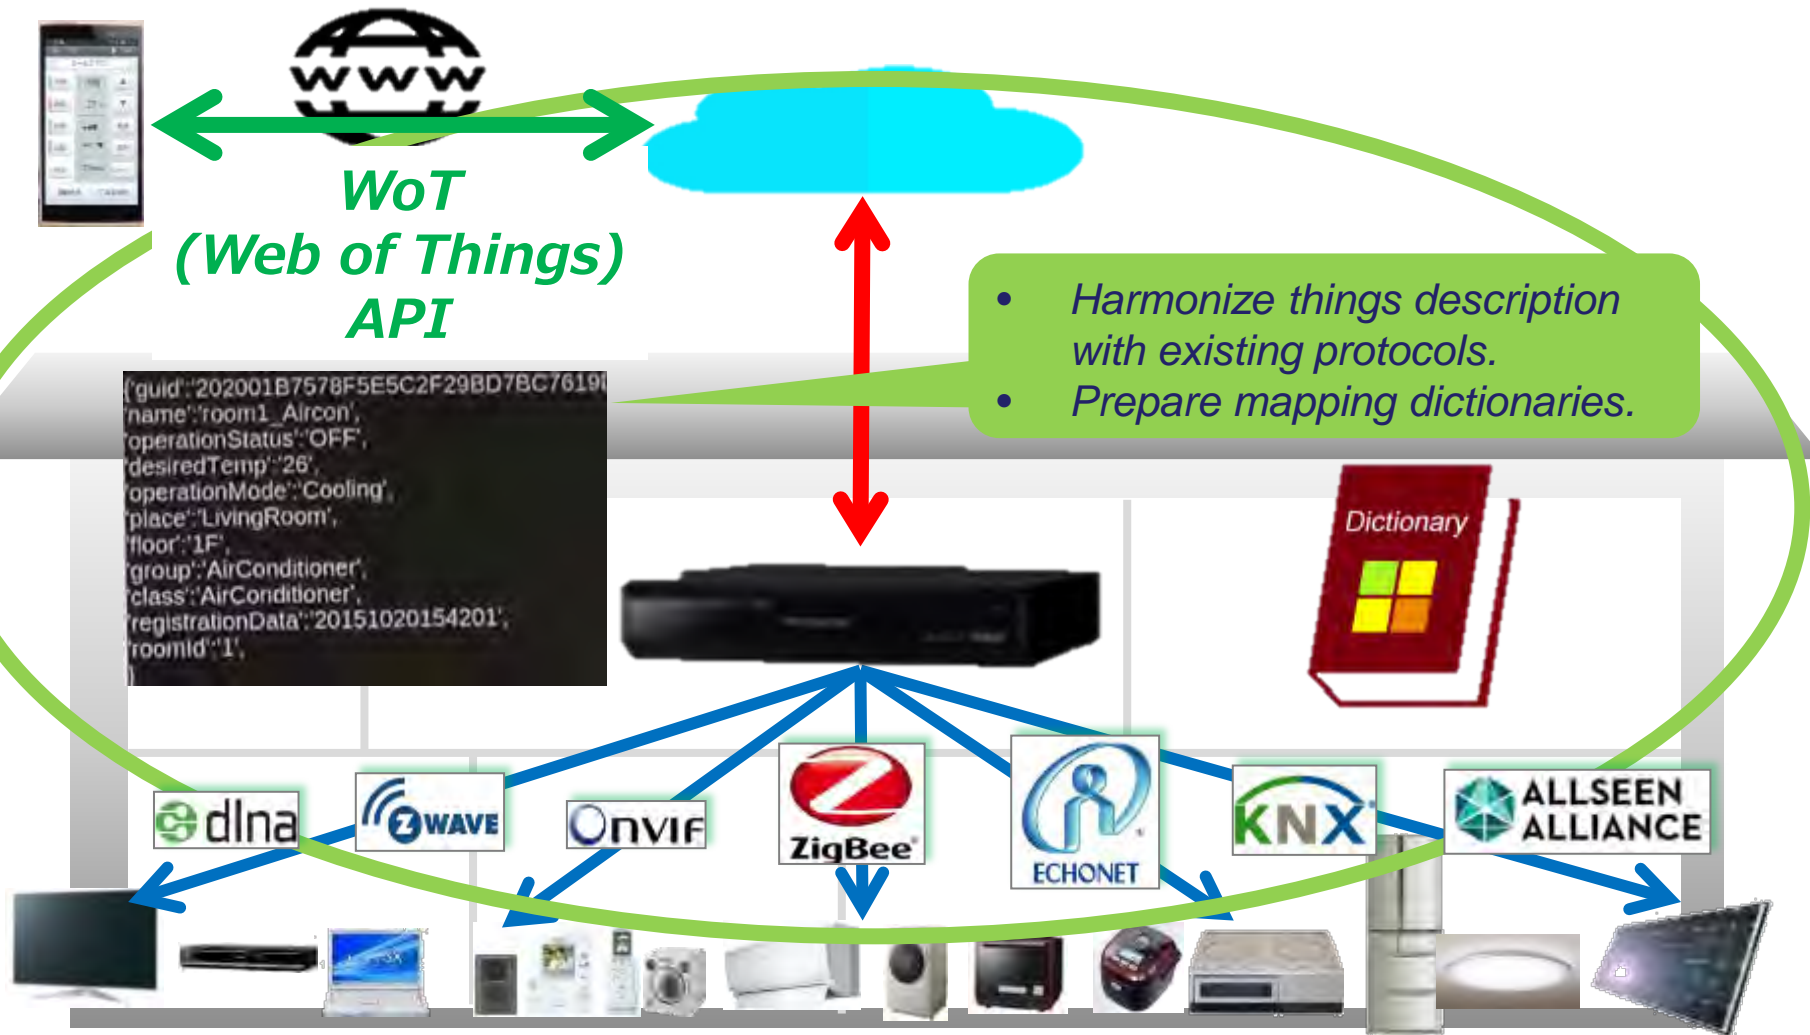 www
WoT
(Web of Things)
API
• Harmonize things description
with existing protocols.
• Prepare mapping dictionaries.
{'guid':'202001B7578F5E5C2F29BD7BC7619
'name':'room1_Aircon',
'operationStatus':'OFF',
'desiredTemp':'26',
'operationMode':'Cooling',
'place':'LivingRoom',
'floor':'1F',
'group':'AirConditioner',
'class':'AirConditioner',
'registrationData':'20151020154201',
'roomId':'1',
}
Dictionary
dlna
Z WAVE
ONVIF
ZigBee
ECHONET
KNX
ALLSEEN
ALLIANCE